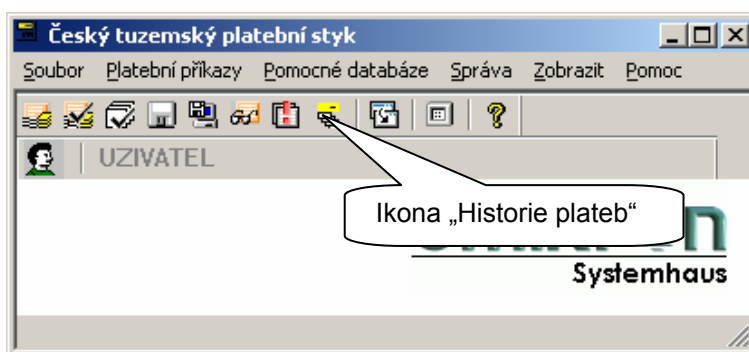 Český tuzemský platební styk
Soubor Platební příkazy Pomocné databáze Správa Zobrazit Pomoc
UZIVATEL
Ikona „Historie plateb“
Systemhaus